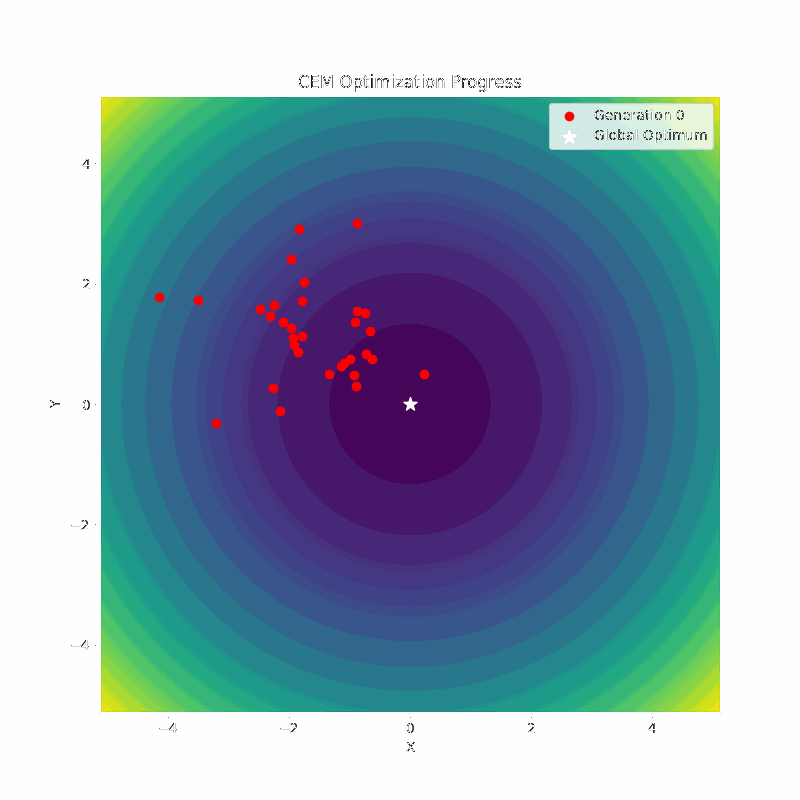 CEM Optimization Progress
Generation 0
Global Optimum
4
2
0
−2
−4
Y
−4 −2 0 2 4
X